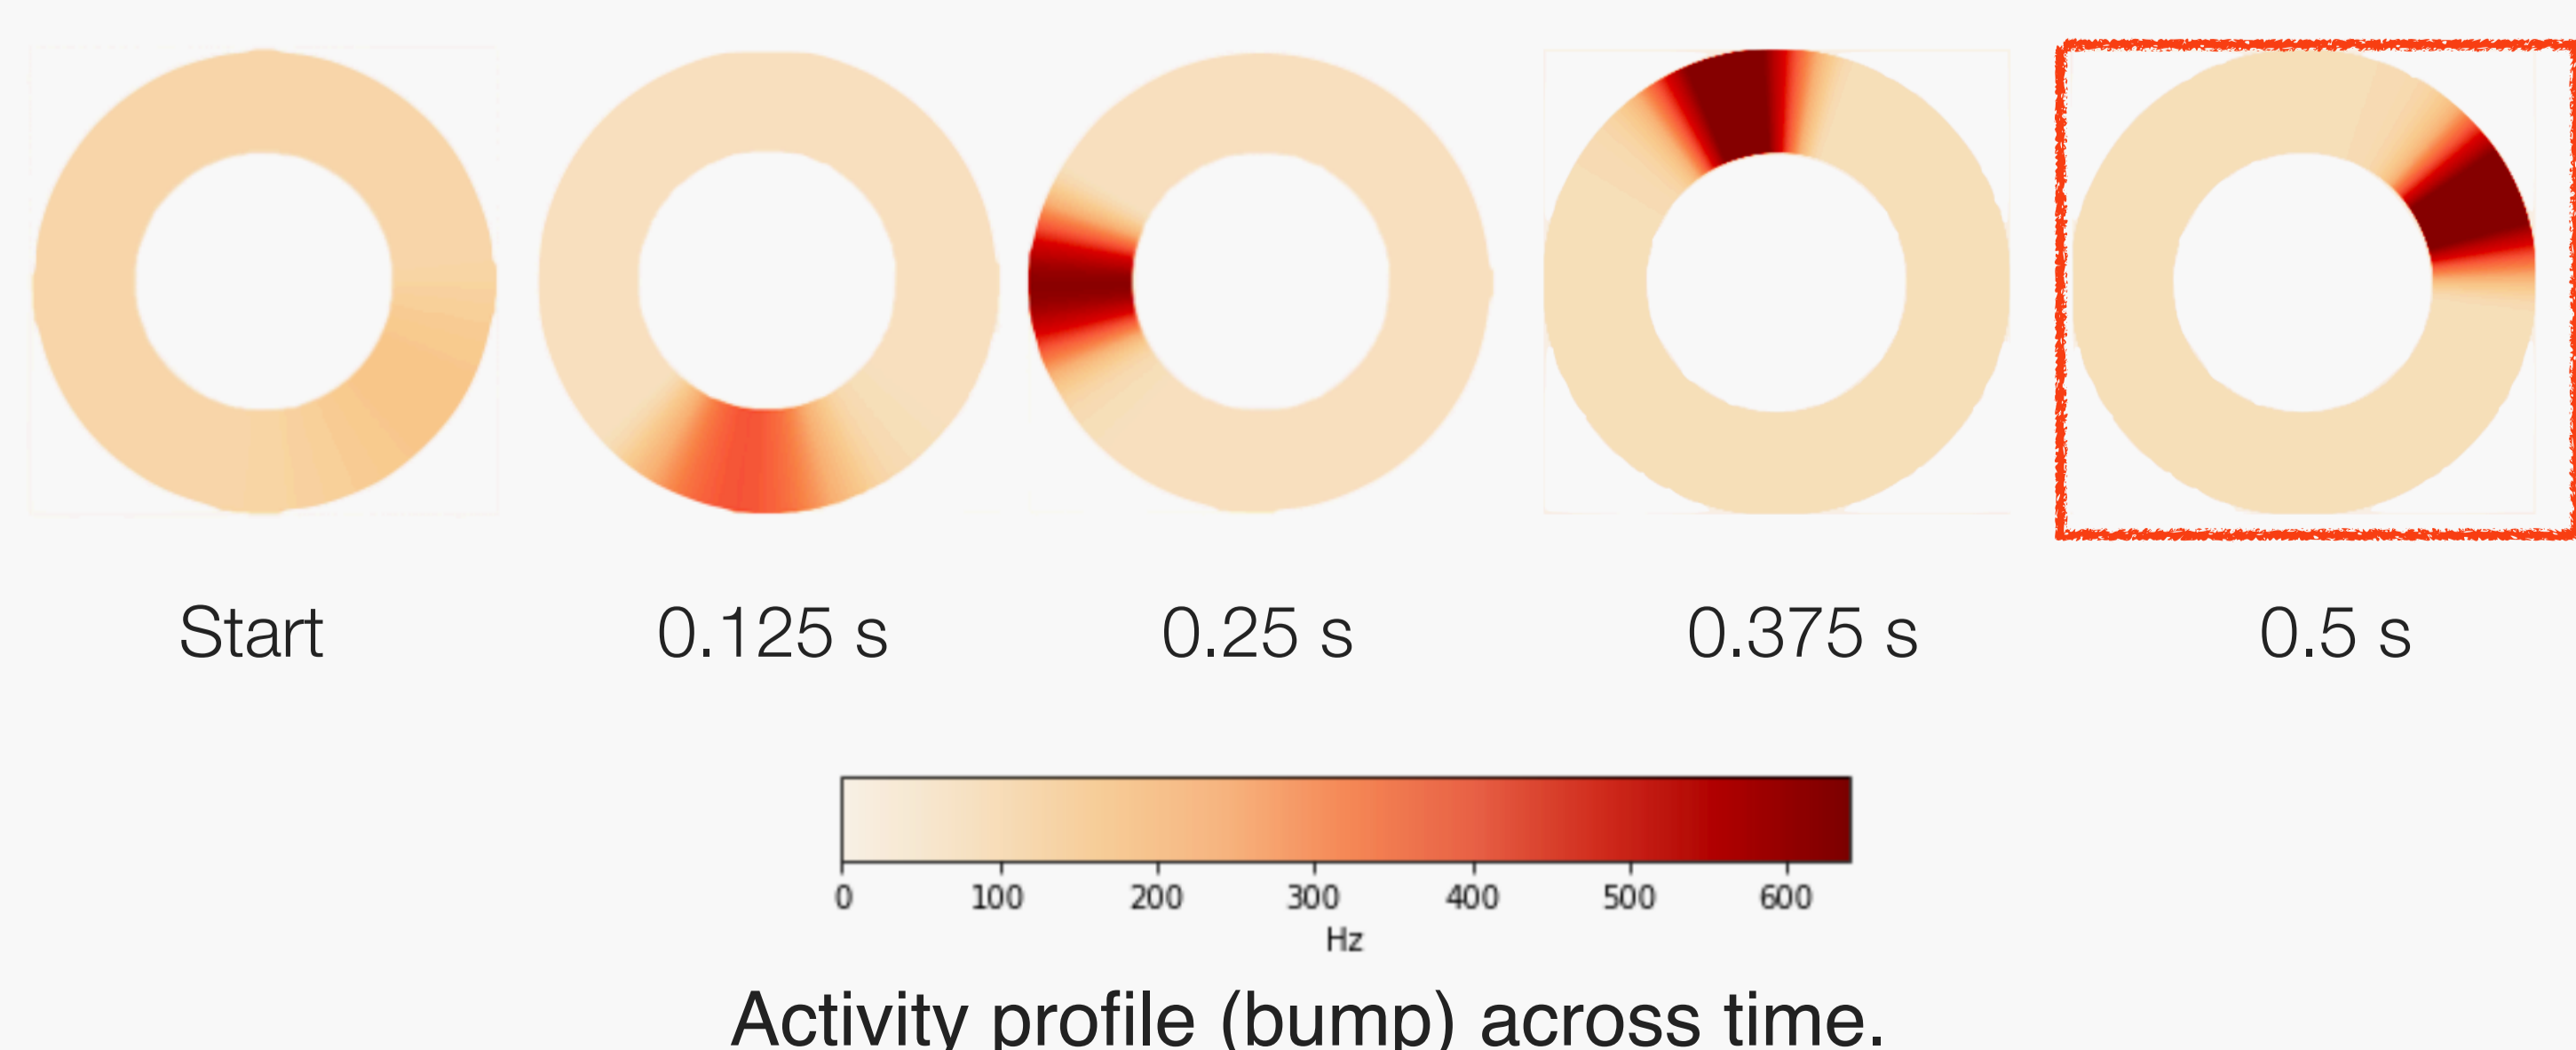 Start 0.125 s 0.25 s 0.375 s 0.5 s
0 100 200 300 400 500 600
Hz
Activity profile (bump) across time.